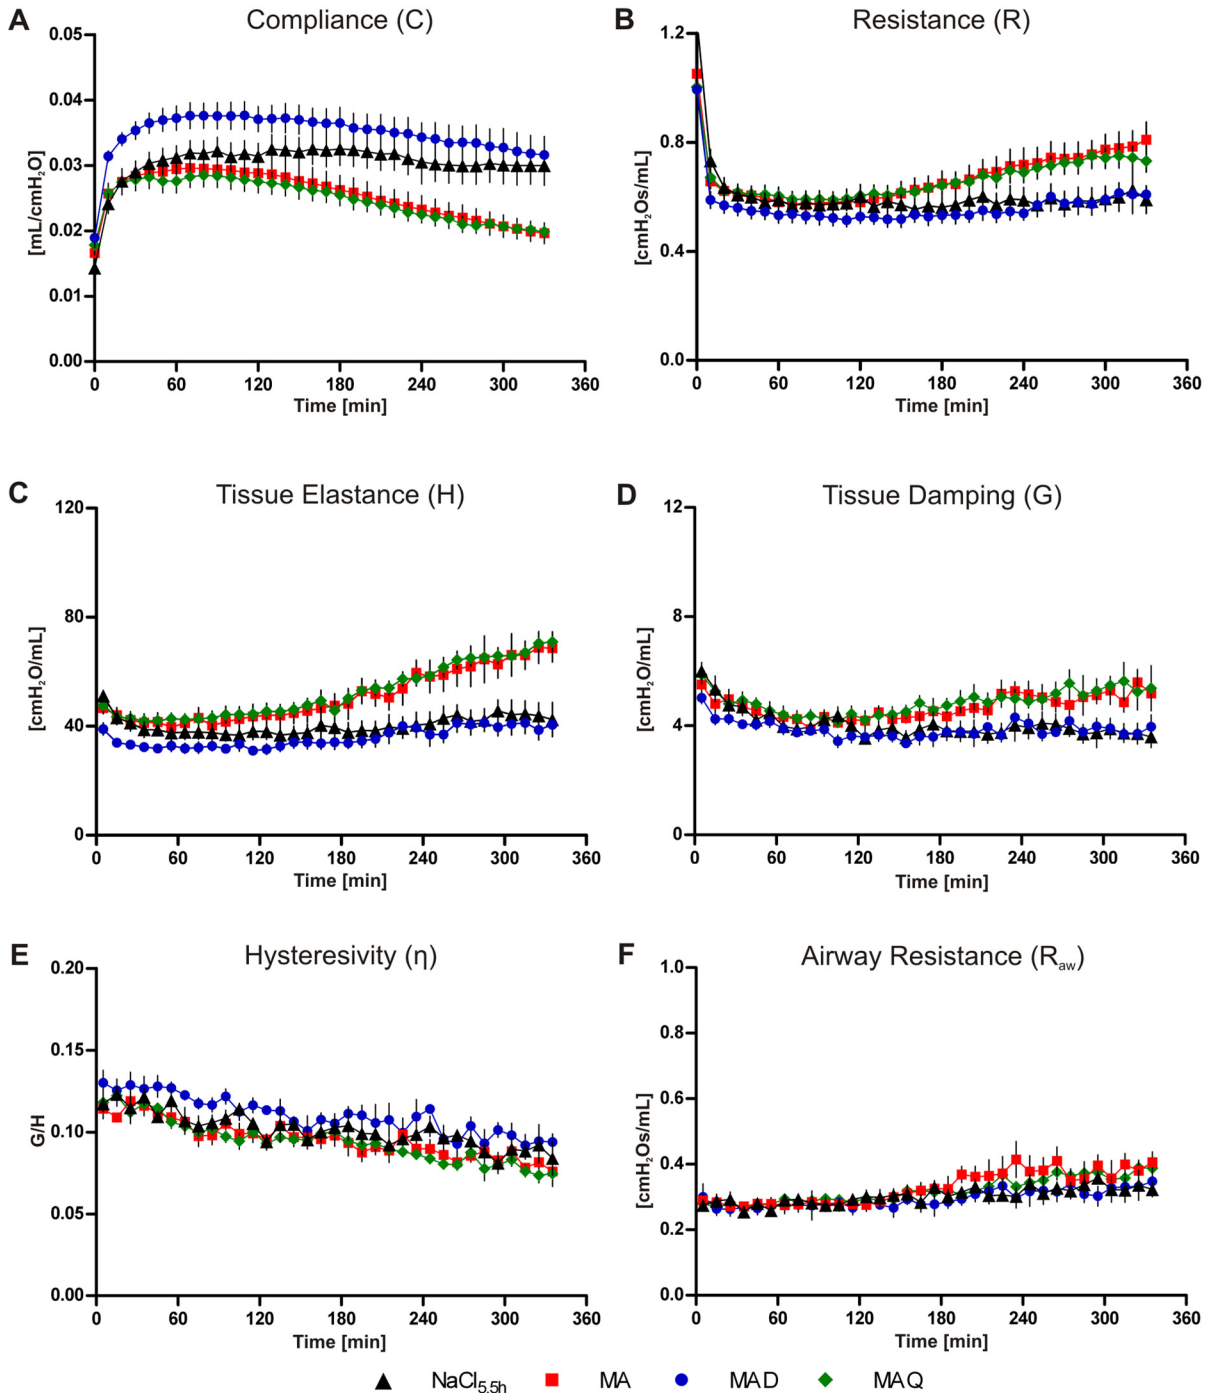 A Compliance (C)
[mL/cmH₂O]
0.05
0.04
0.03
0.02
0.01
0.00
0 60 120 180 240 300 360
Time [min]
B Resistance (R)
[cmH₂Os/mL]
1.2
0.8
0.4
0.0
0 60 120 180 240 300 360
Time [min]
C Tissue Elastance (H)
[cmH₂O/mL]
120
80
40
0
0 60 120 180 240 300 360
Time [min]
D Tissue Damping (G)
[cmH₂O/mL]
12
8
4
0
0 60 120 180 240 300 360
Time [min]
E Hysteresivity (η)
G/H
0.20
0.15
0.10
0.05
0.00
0 60 120 180 240 300 360
Time [min]
F Airway Resistance (Raw)
[cmH₂Os/mL]
1.0
0.8
0.6
0.4
0.2
0.0
0 60 120 180 240 300 360
Time [min]
NaCl5.5h MA MAD MAQ